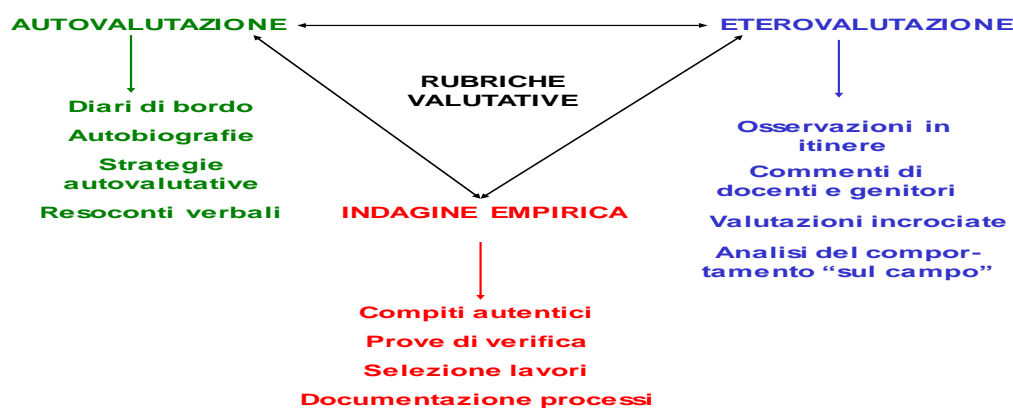 AUTOVALUTAZIONE
ETEROVALUTAZIONE
RUBRICHE
VALUTATIVE
Diari di bordo
Autobiografie
Strategie
autovalutative
Resoconti verbali
INDAGINE EMPIRICA
Compiti autentici
Prove di verifica
Selezione lavori
Documentazione processi
Osservazioni in
itinere
Commenti di
docenti e genitori
Valutazioni incrociate
Analisi del compor-
tamento “sul campo”